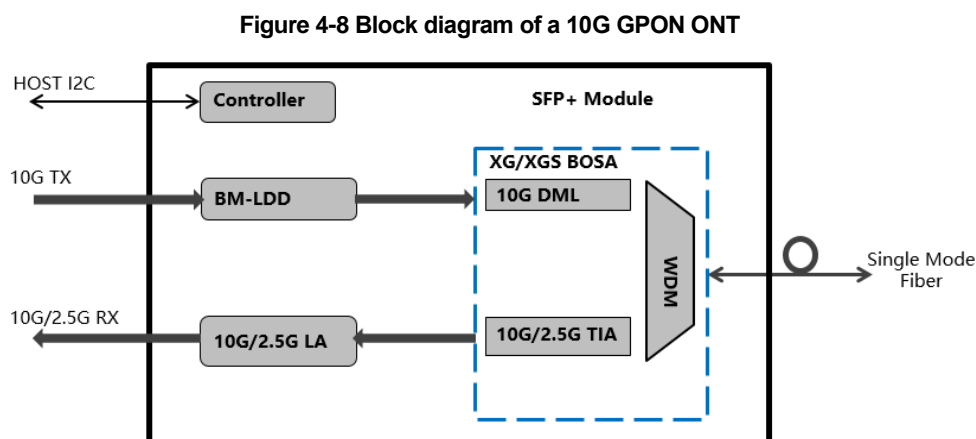 Figure 4-8 Block diagram of a 10G GPON ONT
HOST I2C
Controller
SFP+ Module
XG/XGS BOSA
10G TX
BM-LDD
10G DML
WDM
Single Mode
Fiber
10G/2.5G RX
10G/2.5G LA
10G/2.5G TIA